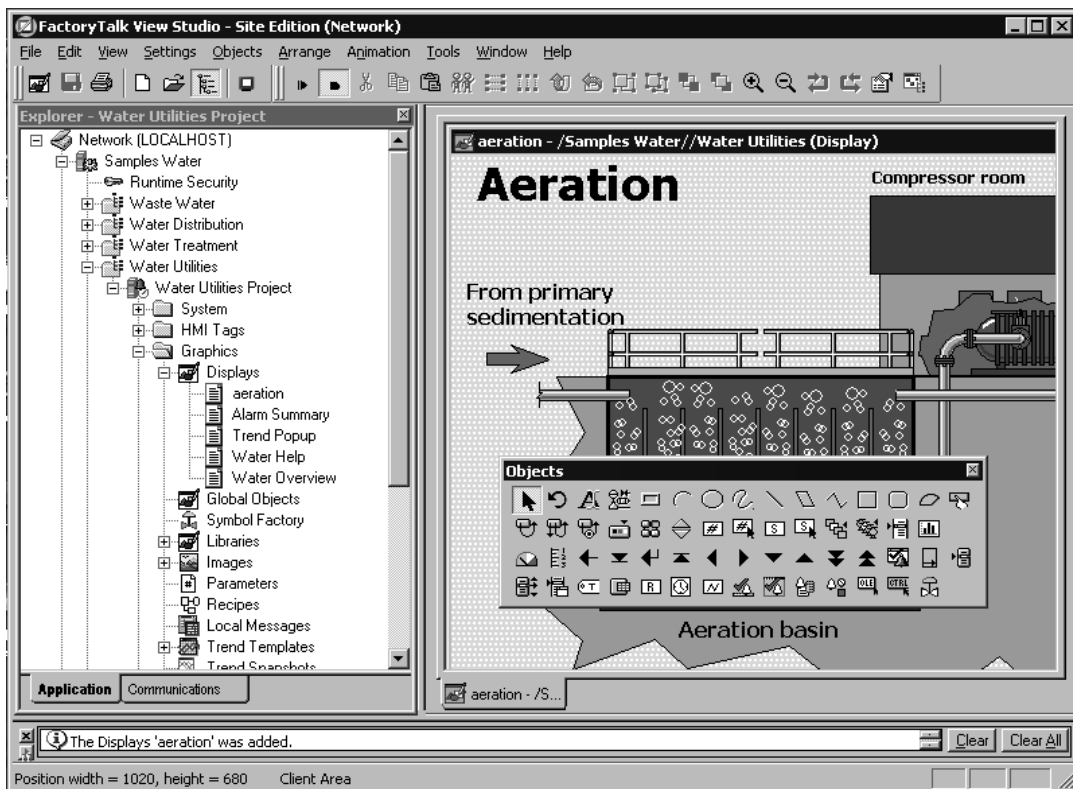 FactoryTalk View Studio - Site Edition (Network)
File Edit View Settings Objects Arrange Animation Tools Window Help
Explorer - Water Utilities Project
Network (LOCALHOST)
Samples Water
Runtime Security
Waste Water
Water Distribution
Water Treatment
Water Utilities
Water Utilities Project
System
HMI Tags
Graphics
Displays
aeration
Alarm Summary
Trend Popup
Water Help
Water Overview
Global Objects
Symbol Factory
Libraries
Images
Parameters
Recipes
Local Messages
Trend Templates
Trend Snapshots
Application Communications
aeration - /Samples Water//Water Utilities (Display)
Aeration
Compressor room
From primary
sedimentation
Objects
Aeration basin
aeration - /S...
The Displays 'aeration' was added.
Clear Clear All
Position width = 1020, height = 680 Client Area